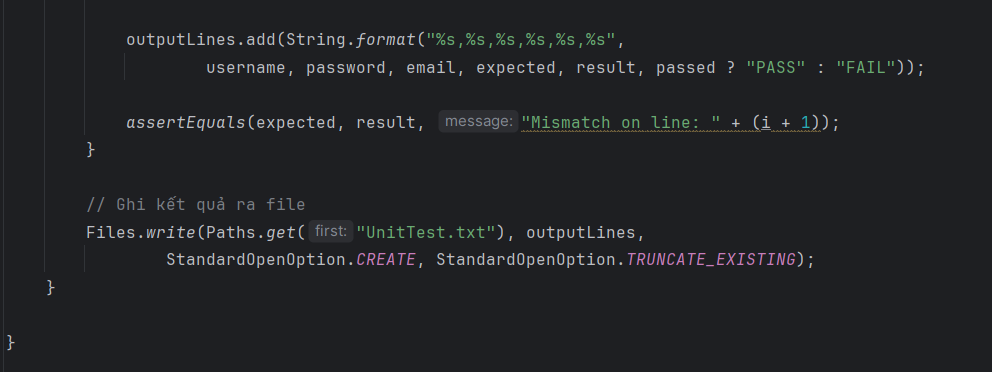 outputLines.add(String.format("%s,%s,%s,%s,%s,%s",
username, password, email, expected, result, passed ? "PASS" : "FAIL"));
assertEquals(expected, result, message: "Mismatch on line: " + (i + 1));
}
// Ghi kết quả ra file
Files.write(Paths.get( first: "UnitTest.txt"), outputLines,
StandardOpenOption.CREATE, StandardOpenOption.TRUNCATE_EXISTING);
}
}